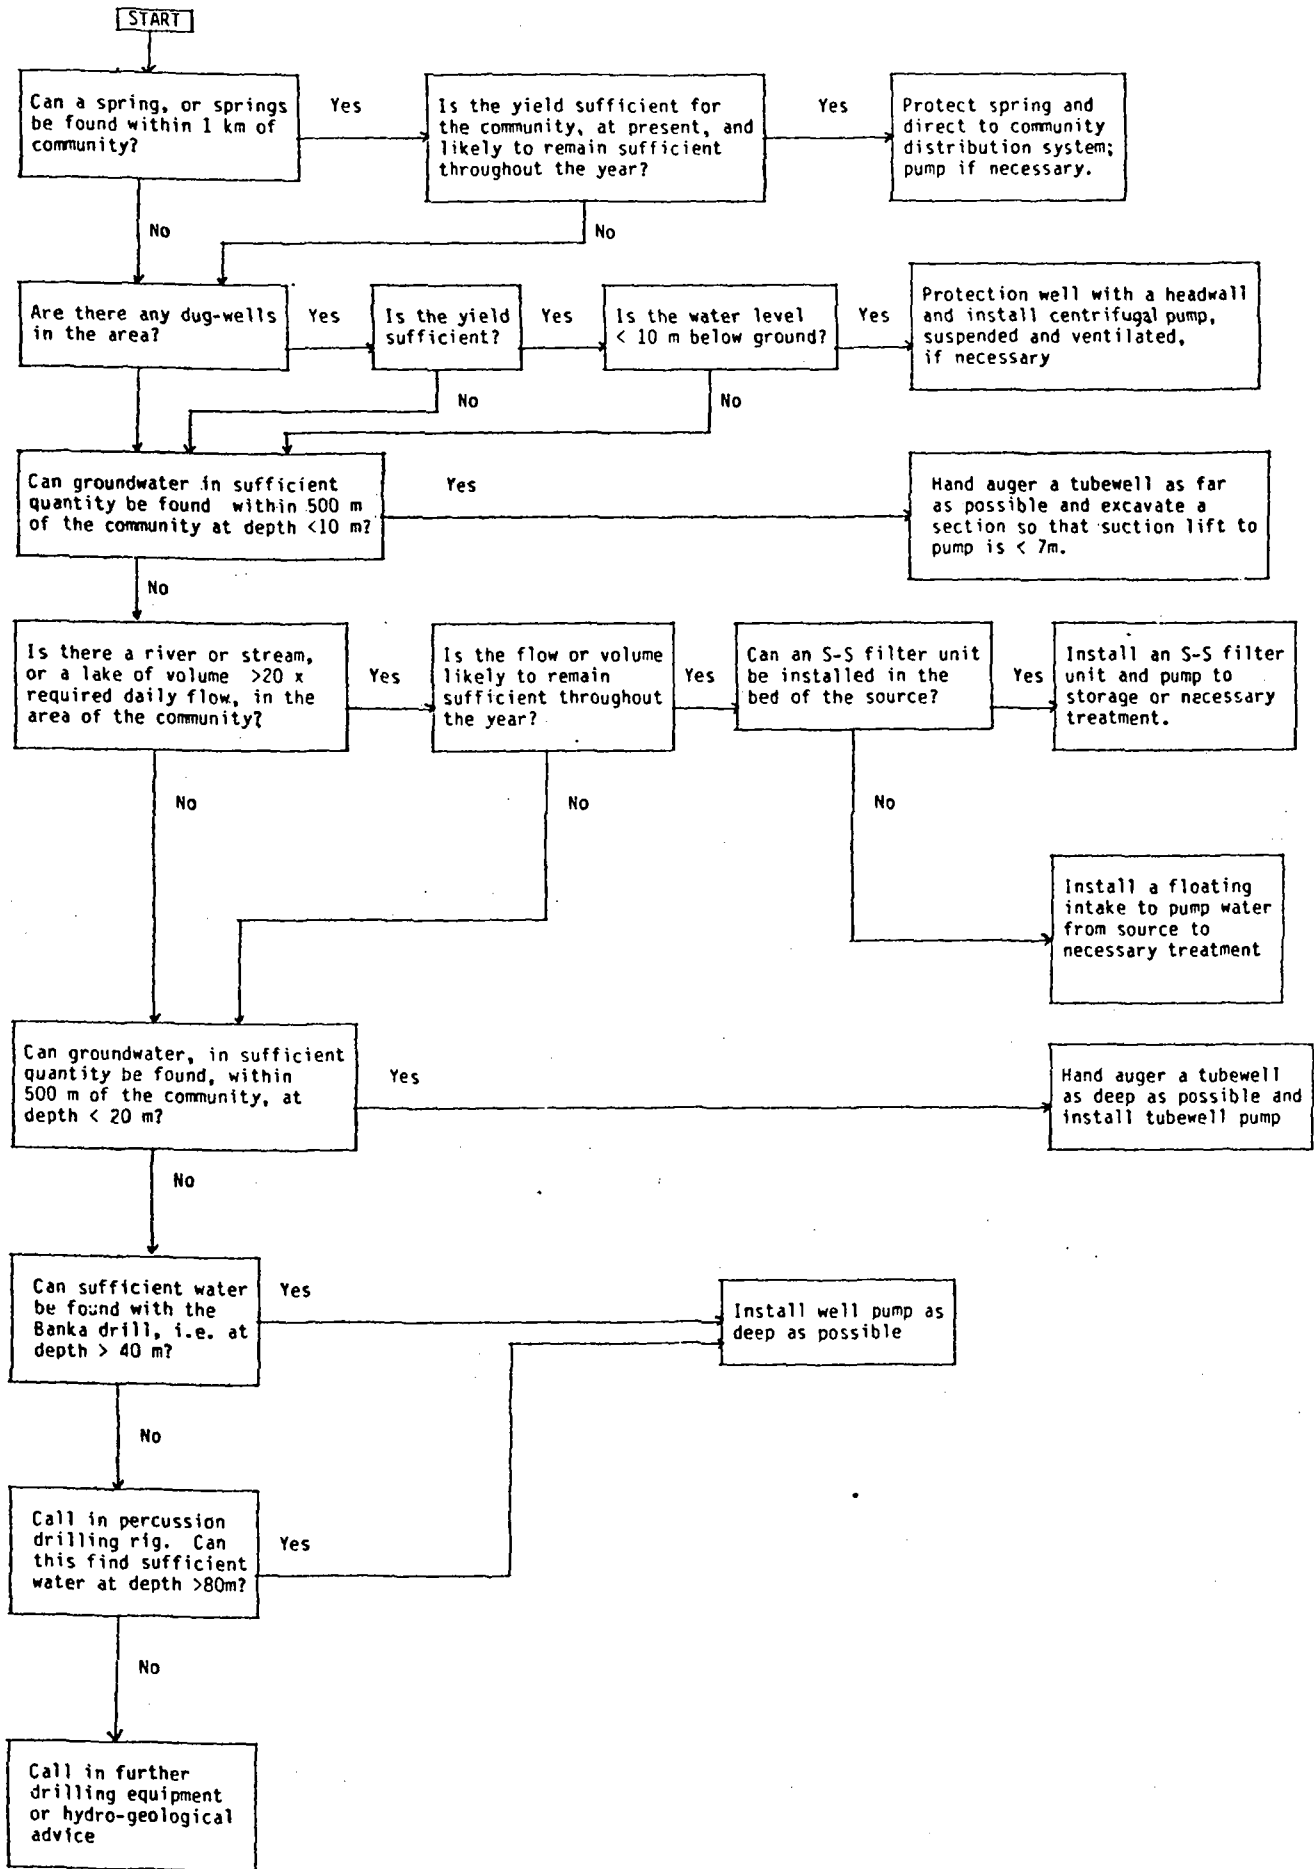 START
Can a spring, or springs
be found within 1 km of
community?
Yes
Is the yield sufficient for
the community, at present, and
likely to remain sufficient
throughout the year?
Yes
Protect spring and
direct to community
distribution system;
pump if necessary.
No
No
Are there any dug-wells
in the area?
Yes
Is the yield
sufficient?
Yes
Is the water level
< 10 m below ground?
Yes
Protection well with a headwall
and install centrifugal pump,
suspended and ventilated,
if necessary
No
No
Can groundwater in sufficient
quantity be found within 500 m
of the community at depth <10 m?
Yes
Hand auger a tubewell as far
as possible and excavate a
section so that suction lift to
pump is < 7m.
No
Is there a river or stream,
or a lake of volume >20 x
required daily flow, in the
area of the community?
Yes
Is the flow or volume
likely to remain
sufficient throughout
the year?
Yes
Can an S-S filter unit
be installed in the
bed of the source?
Yes
Install an S-S filter
unit and pump to
storage or necessary
treatment.
No
No
No
Install a floating
intake to pump water
from source to
necessary treatment
Can groundwater, in sufficient
quantity be found, within
500 m of the community, at
depth < 20 m?
Yes
Hand auger a tubewell
as deep as possible and
install tubewell pump
No
Can sufficient water
be found with the
Banka drill, i.e. at
depth > 40 m?
Yes
Install well pump as
deep as possible
No
Call in percussion
drilling rig. Can
this find sufficient
water at depth >80m?
Yes
No
Call in further
drilling equipment
or hydro-geological
advice